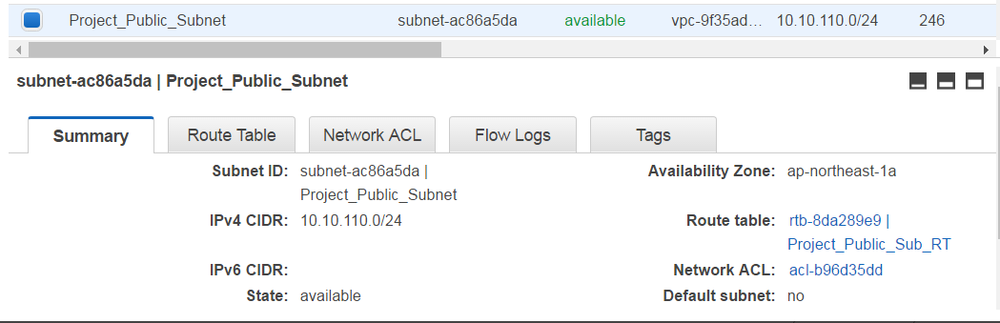 Project_Public_Subnet subnet-ac86a5da available vpc-9f35ad... 10.10.110.0/24 246
subnet-ac86a5da | Project_Public_Subnet
Summary Route Table Network ACL Flow Logs Tags
Subnet ID: subnet-ac86a5da | Availability Zone: ap-northeast-1a
Project_Public_Subnet
IPv4 CIDR: 10.10.110.0/24 Route table: rtb-8da289e9 |
Project_Public_Sub_RT
IPv6 CIDR: Network ACL: acl-b96d35dd
State: available Default subnet: no